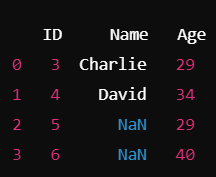 ID Name Age
0 3 Charlie 29
1 4 David 34
2 5 NaN 29
3 6 NaN 40